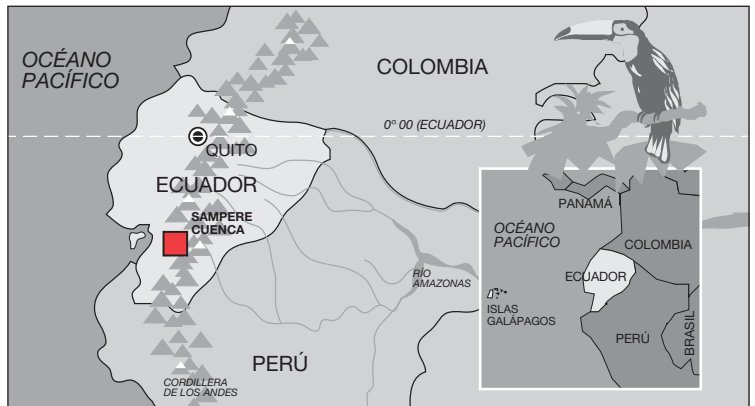 OCÉANO
PACÍFICO
COLOMBIA
0º 00 (ECUADOR)
QUITO
ECUADOR
SAMPERE
CUENCA
RÍO
AMAZONAS
PERÚ
CORDILLERA
DE LOS ANDES
PANAMÁ
OCÉANO
PACÍFICO
COLOMBIA
ECUADOR
ISLAS
GALÁPAGOS
PERÚ
BRASIL